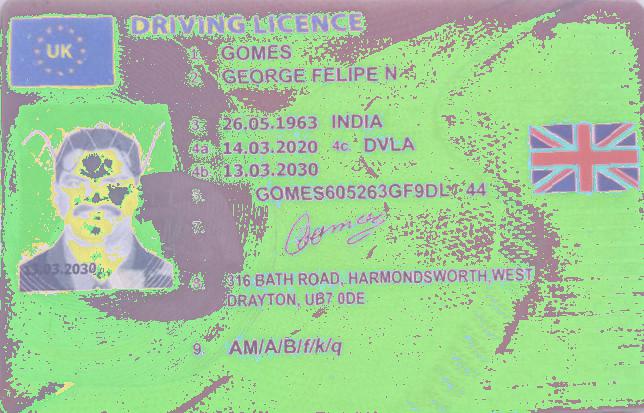 UK
DRIVING LICENCE
1. GOMES
2. GEORGE FELIPE N
3. 26.05.1963 INDIA
4a 14.03.2020 4c. DVLA
4b 13.03.2030
5. GOMES605263GF9DL 44
7. Gomes
13.03.2030
8. 316 BATH ROAD, HARMONDSWORTH,WEST
DRAYTON, UB7 0DE
9. AM/A/B/f/k/q